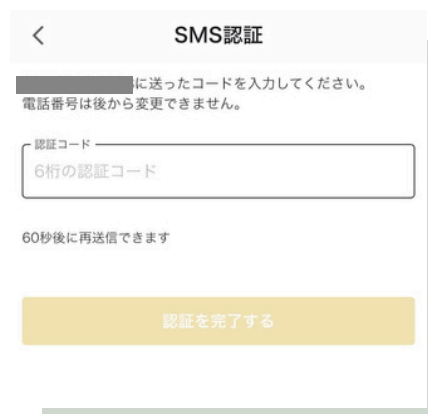 SMS認証
に送ったコードを入力してください。
電話番号は後から変更できません。
認証コード
6桁の認証コード
60秒後に再送信できます
認証を完了する